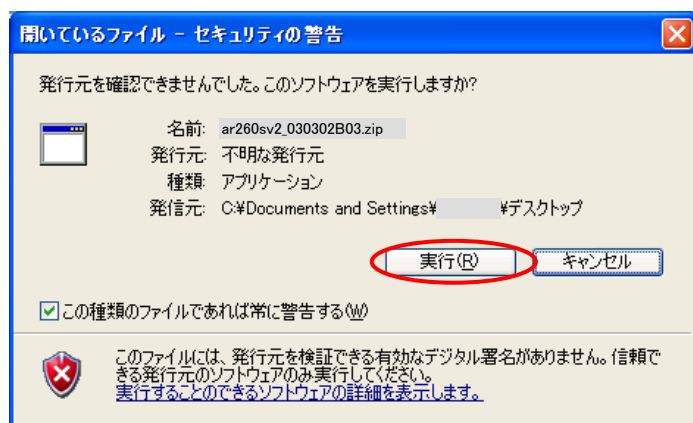 開いているファイル - セキュリティの警告
発行元を確認できませんでした。このソフトウェアを実行しますか?
名前: ar260sv2_030302B03.zip
発行元: 不明な発行元
種類: アプリケーション
発信元: C:¥Documents and Settings¥ ¥デスクトップ
実行(R) キャンセル
この種類のファイルであれば常に警告する(W)
このファイルには、発行元を検証できる有効なデジタル署名がありません。信頼で
きる発行元のソフトウェアのみ実行してください。
実行することのできるソフトウェアの詳細を表示します。